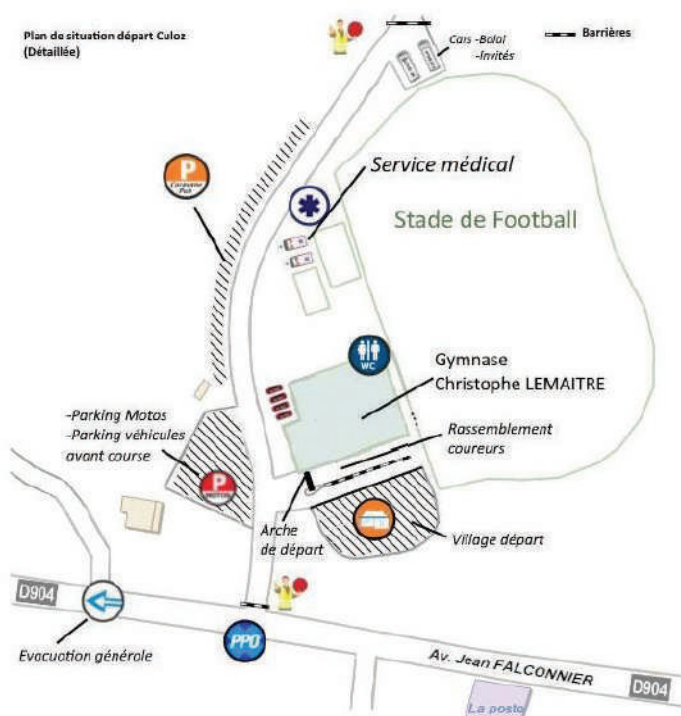 Plan de situation départ Culoz
(Détaillée)
Cars -Balai
-Invités
Barrières
P
Caravane
Pub
Service médical
Stade de Football
WC
Gymnase
Christophe LEMAITRE
-Parking Motos
-Parking véhicules
avant course
P
MOTOS
Rassemblement
coureurs
Arche
de départ
Village départ
D904
Evacuation générale
PPO
Av. Jean FALCONNIER
D904
La poste